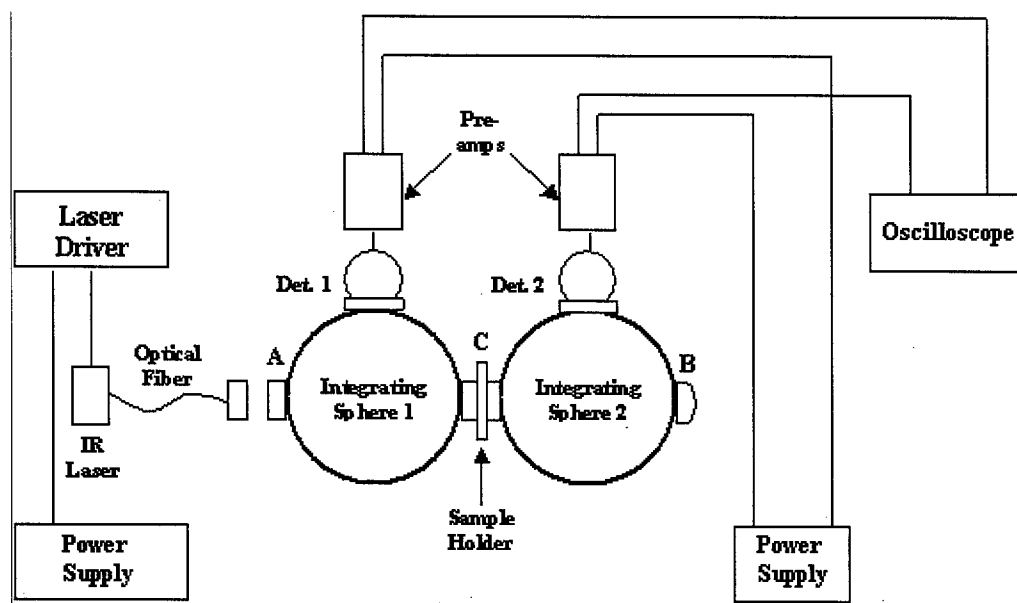 Pre-
amps
Laser
Driver
Oscilloscope
Det. 1
Det. 2
A
C
B
Optical
Fiber
Integrating
Sphere 1
Integrating
Sphere 2
IR
Laser
Sample
Holder
Power
Supply
Power
Supply